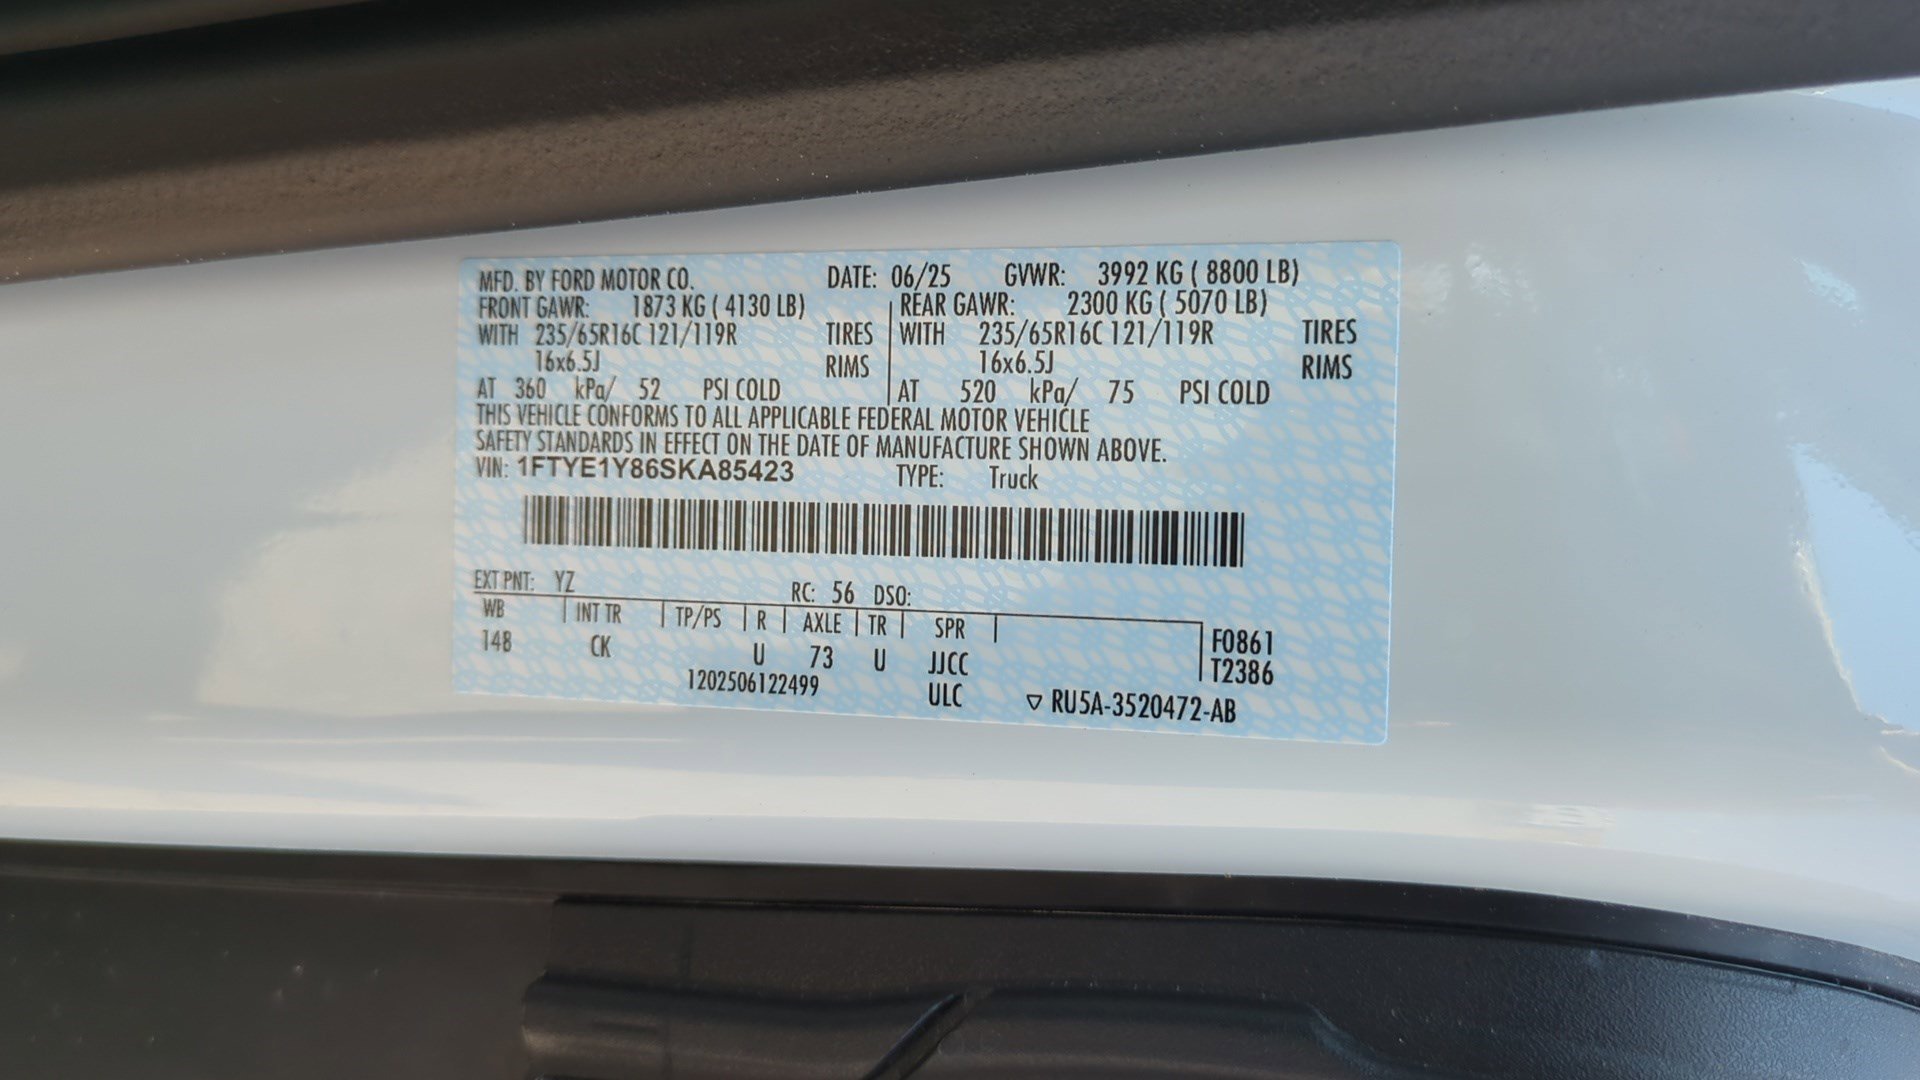 MFD. BY FORD MOTOR CO. DATE: 06/25 GVWR: 3992 KG ( 8800 LB)
FRONT GAWR: 1873 KG ( 4130 LB) REAR GAWR: 2300 KG ( 5070 LB)
WITH 235/65R16C 121/119R TIRES WITH 235/65R16C 121/119R TIRES
16x6.5J RIMS 16x6.5J RIMS
AT 360 kPa/ 52 PSI COLD AT 520 kPa/ 75 PSI COLD
THIS VEHICLE CONFORMS TO ALL APPLICABLE FEDERAL MOTOR VEHICLE
SAFETY STANDARDS IN EFFECT ON THE DATE OF MANUFACTURE SHOWN ABOVE.
VIN: 1FTYE1Y86SKA85423 TYPE: Truck
EXT PNT: YZ RC: 56 DSO:
WB INT TR TP/PS R AXLE TR SPR F0861
148 CK U 73 U JJCC T2386
1202506122499 ULC ▽ RU5A-3520472-AB